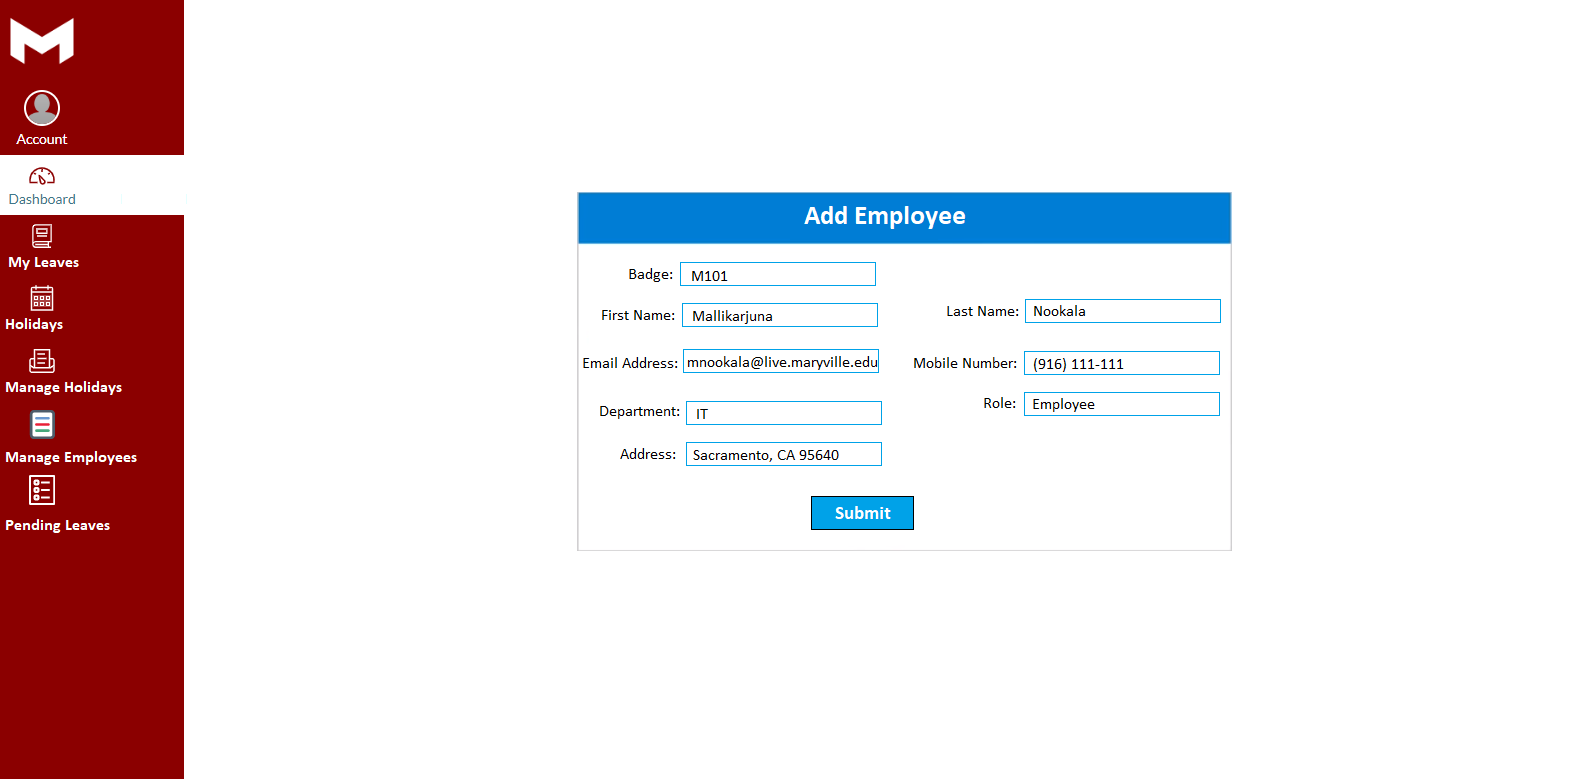 Account
Dashboard
My Leaves
Holidays
Manage Holidays
Manage Employees
Pending Leaves
Add Employee
Badge: M101
First Name: Mallikarjuna
Last Name: Nookala
Email Address: mnookala@live.maryville.edu
Mobile Number: (916) 111-111
Department: IT
Role: Employee
Address: Sacramento, CA 95640
Submit